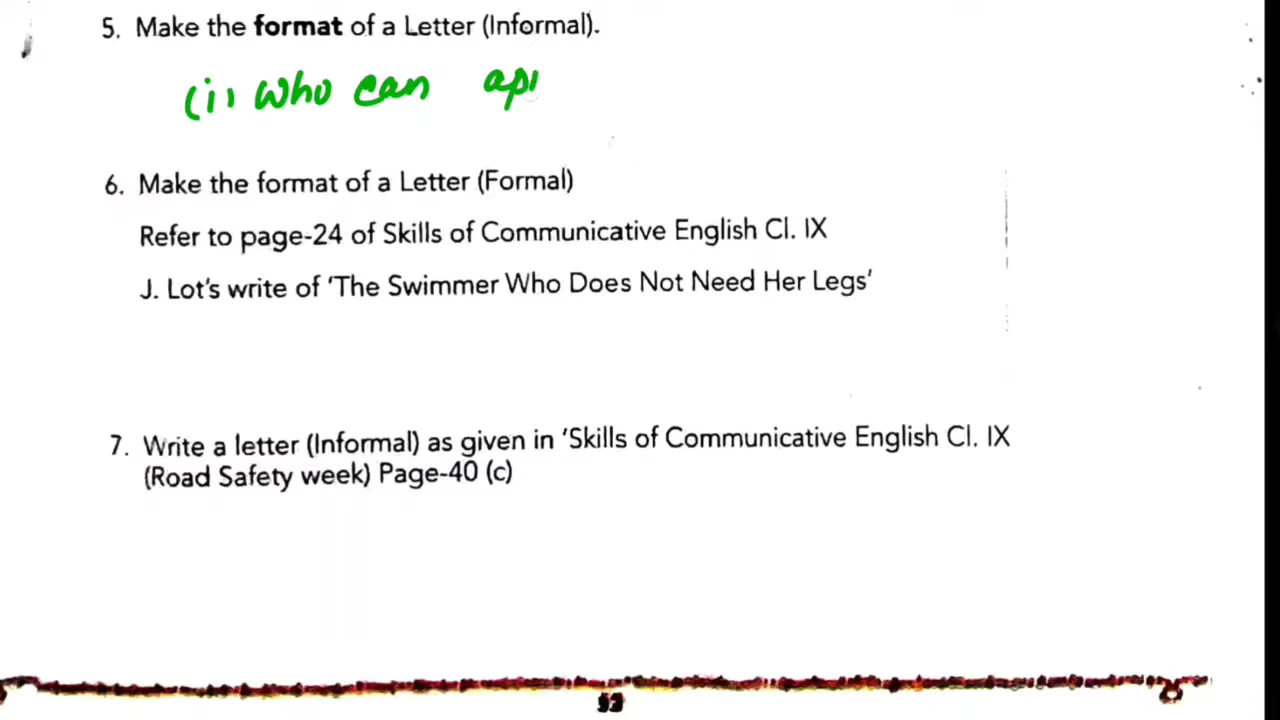 5. Make the format of a Letter (Informal).
(i) Who can
6. Make the format of a Letter (Formal)
Refer to page-24 of Skills of Communicative English Cl. IX
J. Lot's write of 'The Swimmer Who Does Not Need Her Legs'
7. Write a letter (Informal) as given in 'Skills of Communicative English Cl. IX
(Road Safety week) Page-40 (c)